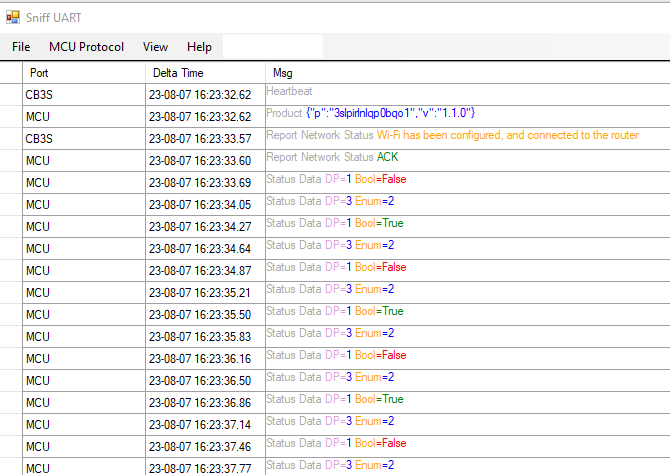 Sniff UART
File MCU Protocol View Help
Port Delta Time Msg
CB3S 23-08-07 16:23:32.62 Heartbeat
MCU 23-08-07 16:23:32.62 Product {"p":"3slpirlnlqp0bqo1","v":"1.1.0"}
CB3S 23-08-07 16:23:33.57 Report Network Status Wi-Fi has been configured, and connected to the router
MCU 23-08-07 16:23:33.60 Report Network Status ACK
MCU 23-08-07 16:23:33.69 Status Data DP=1 Bool=False
MCU 23-08-07 16:23:34.05 Status Data DP=3 Enum=2
MCU 23-08-07 16:23:34.27 Status Data DP=1 Bool=True
MCU 23-08-07 16:23:34.64 Status Data DP=3 Enum=2
MCU 23-08-07 16:23:34.87 Status Data DP=1 Bool=False
MCU 23-08-07 16:23:35.21 Status Data DP=3 Enum=2
MCU 23-08-07 16:23:35.50 Status Data DP=1 Bool=True
MCU 23-08-07 16:23:35.83 Status Data DP=3 Enum=2
MCU 23-08-07 16:23:36.16 Status Data DP=1 Bool=False
MCU 23-08-07 16:23:36.50 Status Data DP=3 Enum=2
MCU 23-08-07 16:23:36.86 Status Data DP=1 Bool=True
MCU 23-08-07 16:23:37.14 Status Data DP=3 Enum=2
MCU 23-08-07 16:23:37.46 Status Data DP=1 Bool=False
MCU 23-08-07 16:23:37.77 Status Data DP=3 Enum=2